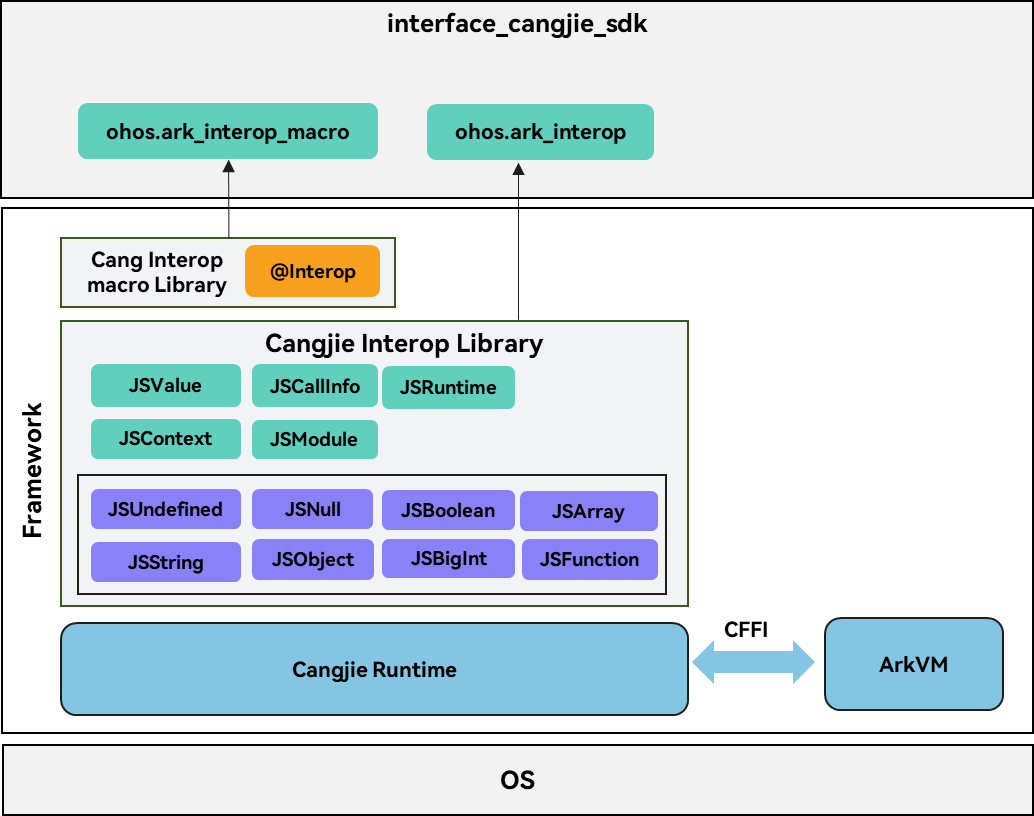 interface_cangjie_sdk
ohos.ark_interop_macro
ohos.ark_interop
Cang Interop
macro Library
@Interop
Cangjie Interop Library
JSValue
JSCallInfo
JSRuntime
JSContext
JSModule
Framework
JSUndefined
JSNull
JSBoolean
JSArray
JSString
JSObject
JSBigInt
JSFunction
CFFI
Cangjie Runtime
ArkVM
OS